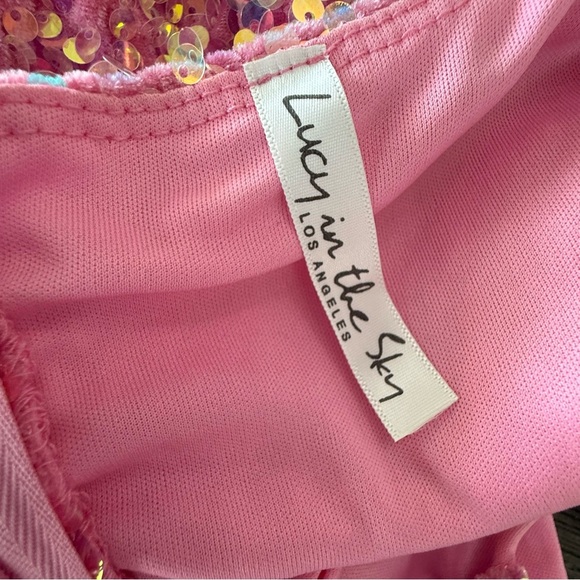 Lucy in the Sky
LOS ANGELES